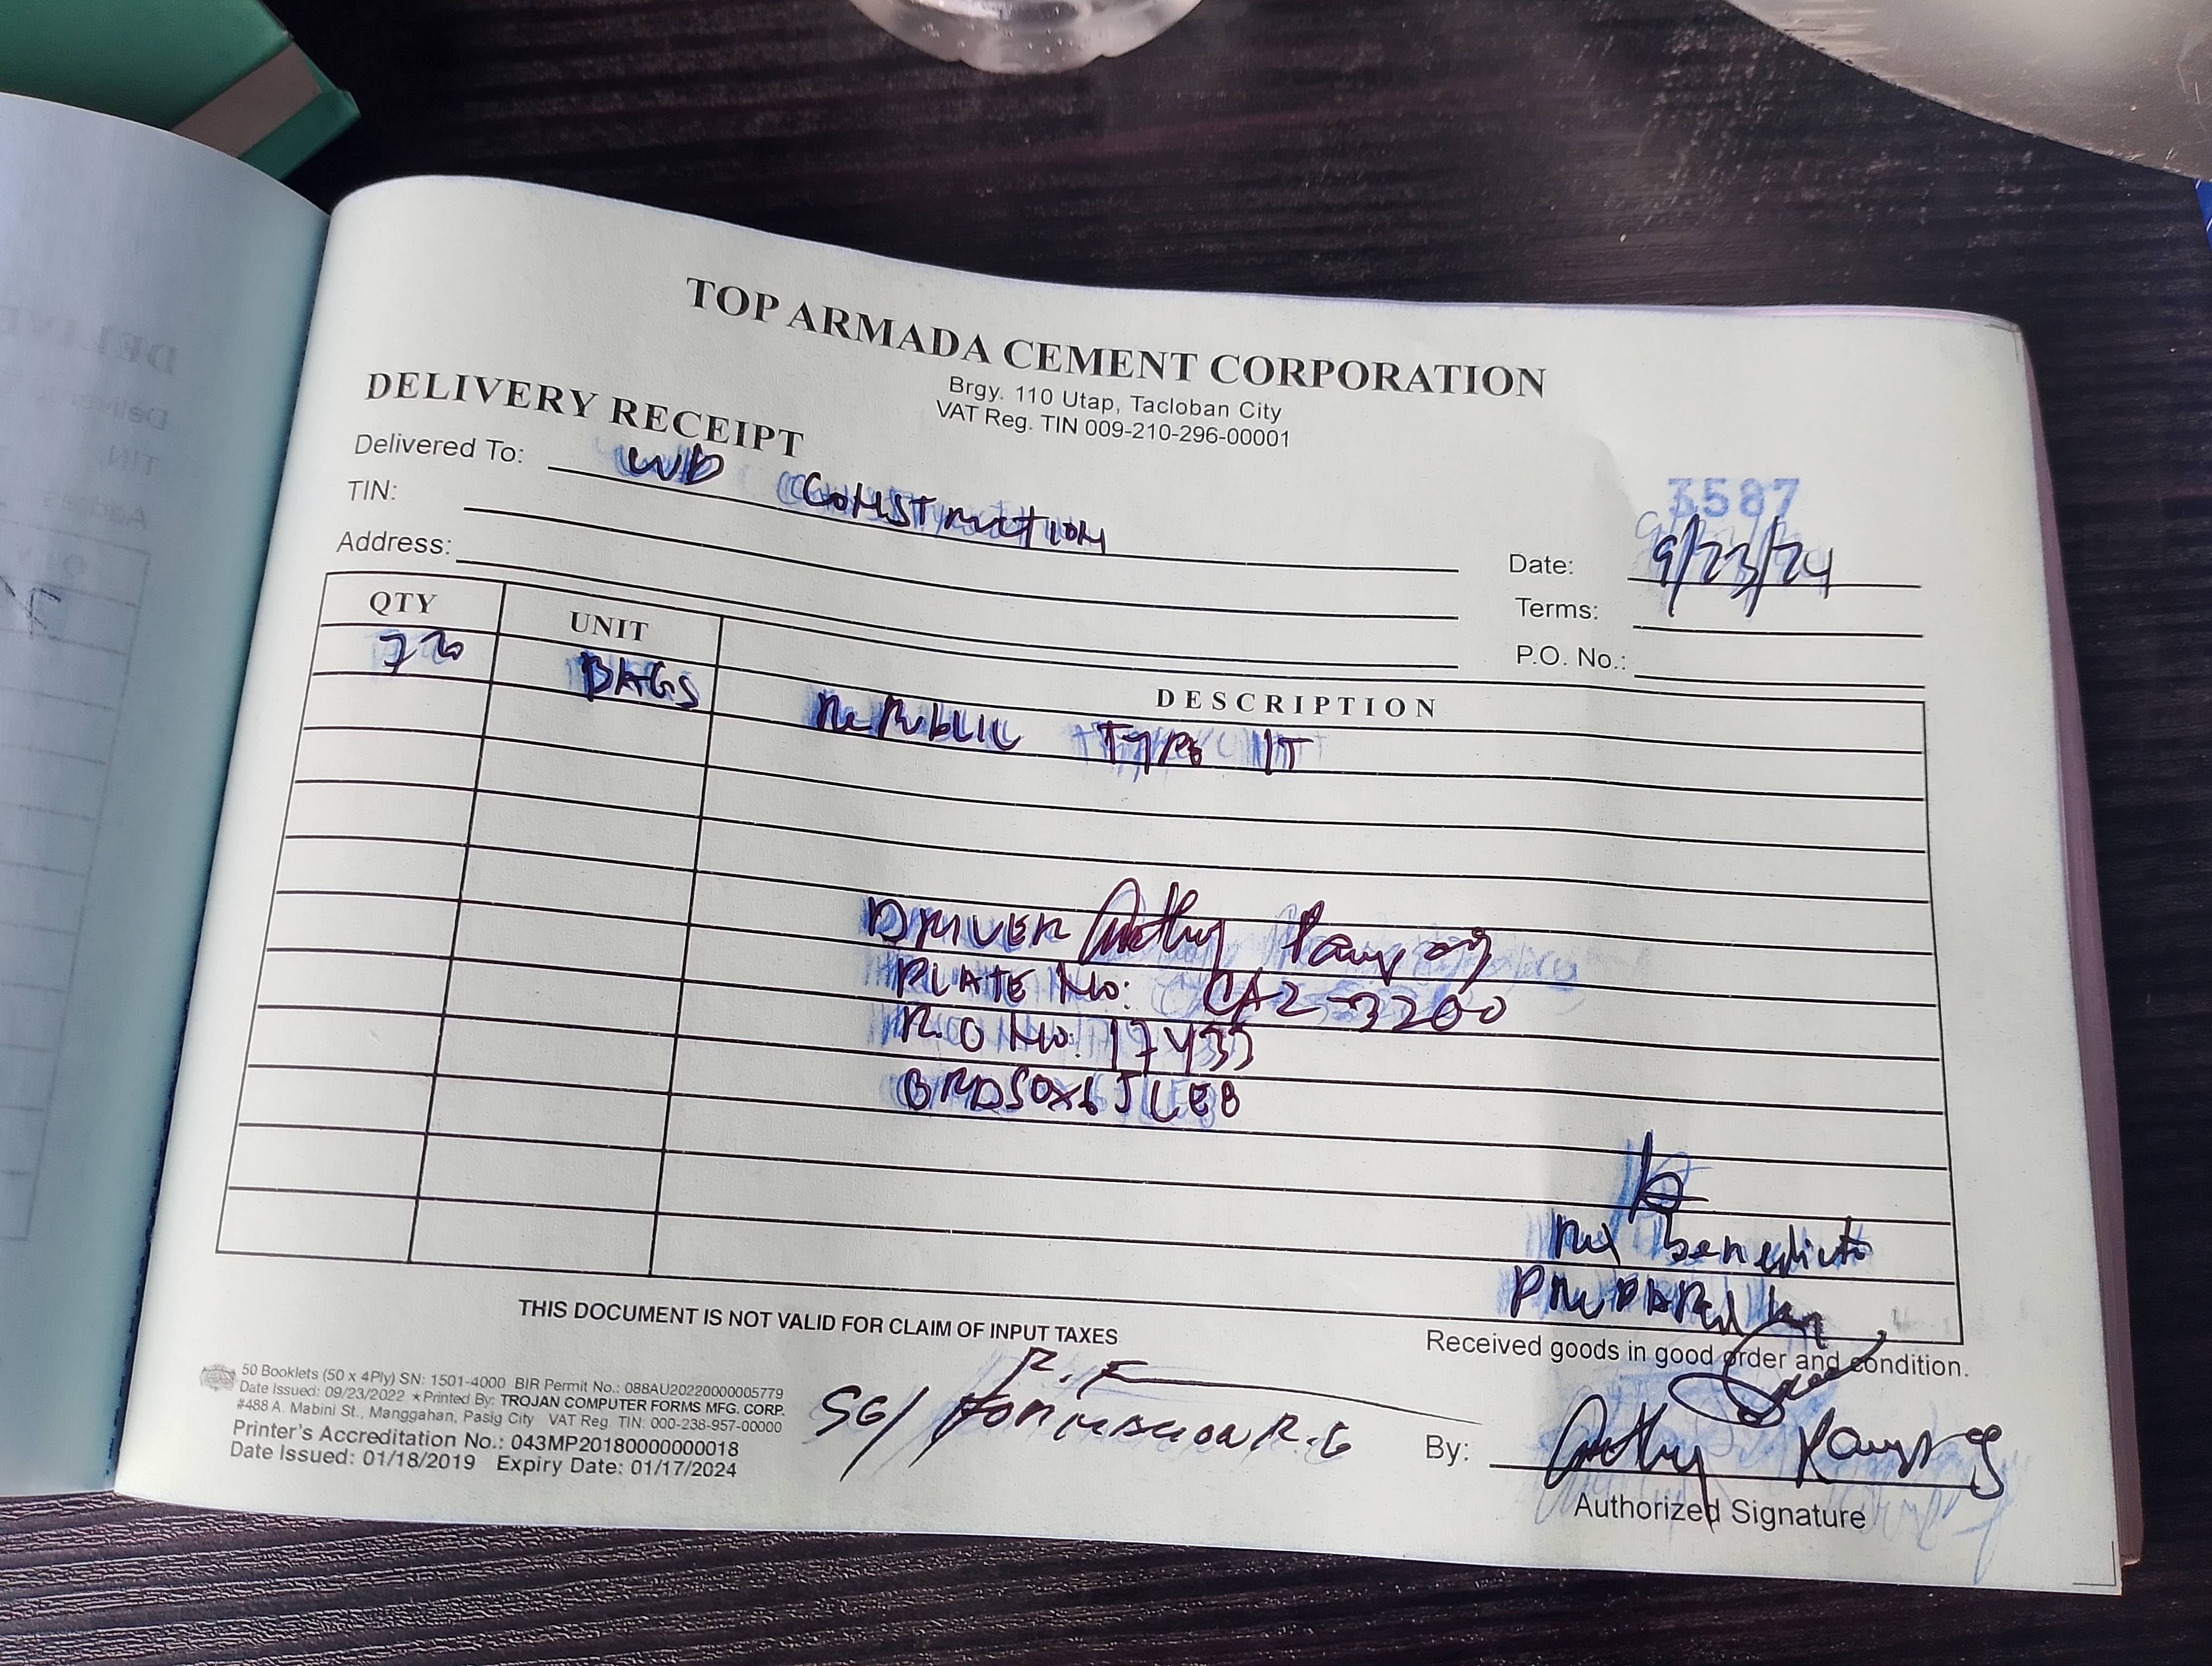 TOP ARMADA CEMENT CORPORATION
Brgy. 110 Utap, Tacloban City
VAT Reg. TIN 009-210-296-00001
DELIVERY RECEIPT
3587
Delivered To: WD CONSTRUCTION
TIN:
Address:
Date: 9/23/24
Terms:
P.O. No.:
QTY UNIT DESCRIPTION
720 BAGS REPUBLIC TYPE 1T
DRIVER
PLATE No: CAZ-3200
R.O No: 17433
BRDSOX6JLEB
Benedicto
PREPARED
THIS DOCUMENT IS NOT VALID FOR CLAIM OF INPUT TAXES
Received goods in good order and condition.
50 Booklets (50 x 4Ply) SN: 1501-4000 BIR Permit No.: 088AU20220000005779
Date Issued: 09/23/2022 ★Printed By: TROJAN COMPUTER FORMS MFG. CORP.
#488 A. Mabini St., Manggahan, Pasig City VAT Reg. TIN: 000-238-957-00000
Printer's Accreditation No.: 043MP20180000000018
Date Issued: 01/18/2019 Expiry Date: 01/17/2024
R.F
SG/ R.G
By:
Authorized Signature